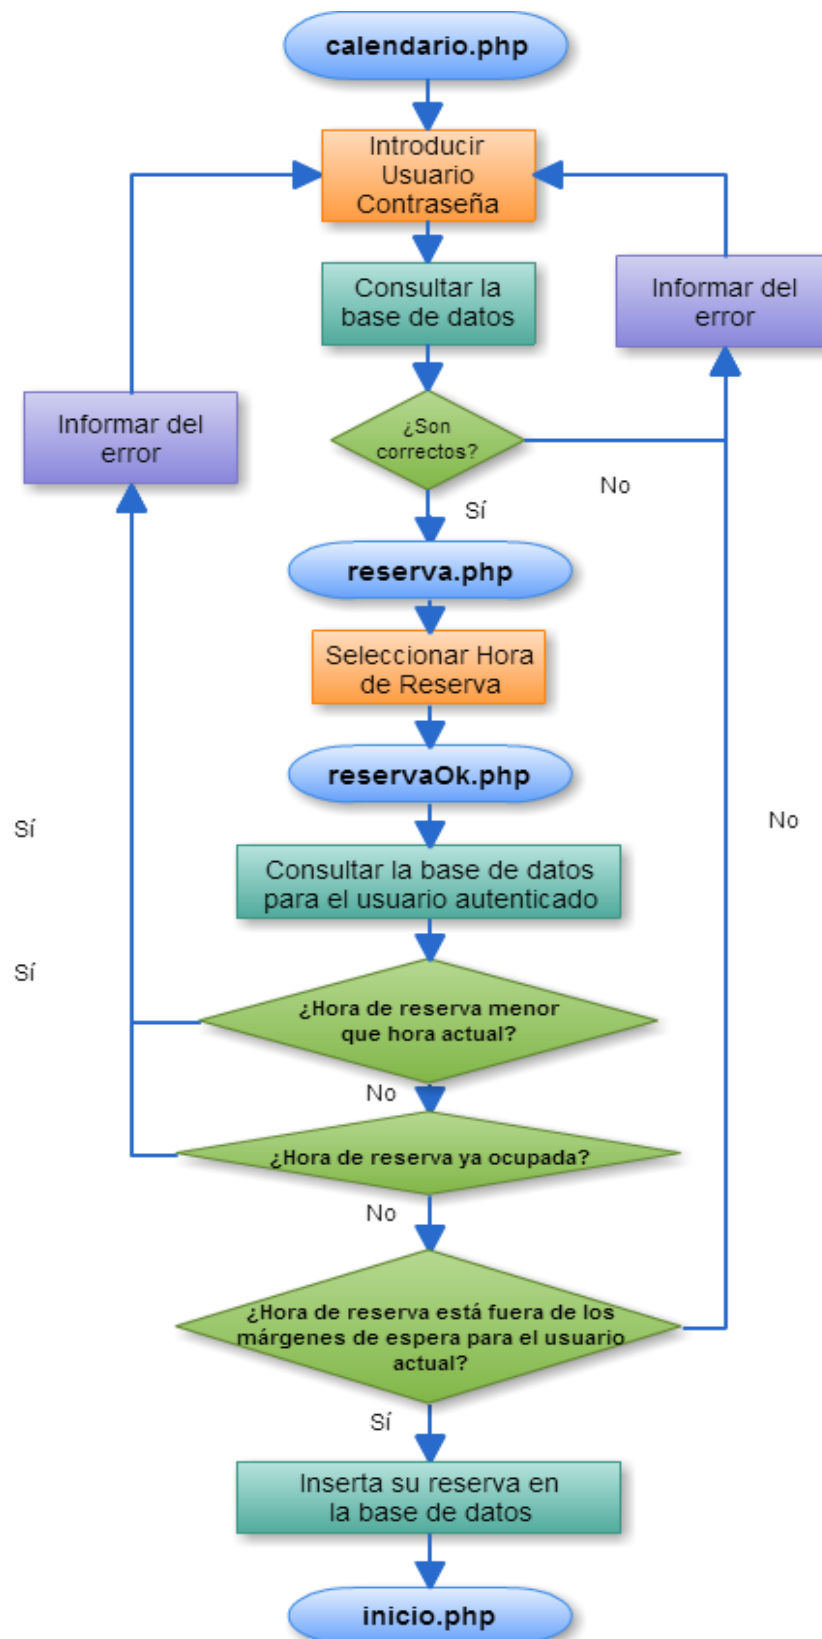 calendario.php
Introducir
Usuario
Contraseña
Consultar la
base de datos
Informar del
error
Informar del
error
¿Son
correctos?
No
Sí
reserva.php
Seleccionar Hora
de Reserva
reservaOk.php
Sí
No
Consultar la base de datos
para el usuario autenticado
Sí
¿Hora de reserva menor
que hora actual?
No
¿Hora de reserva ya ocupada?
No
¿Hora de reserva está fuera de los
márgenes de espera para el usuario
actual?
Sí
Inserta su reserva en
la base de datos
inicio.php